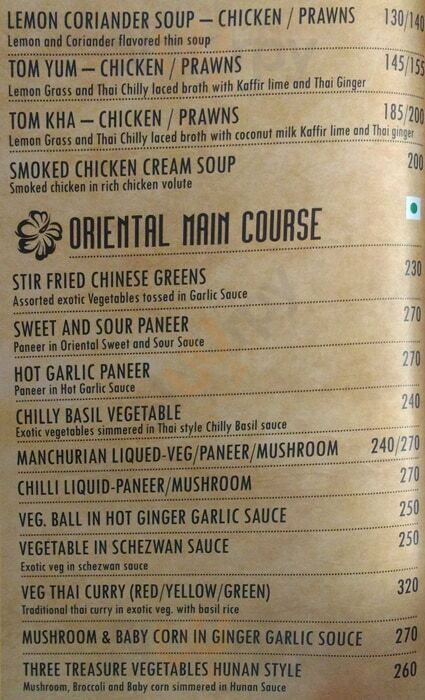 LEMON CORIANDER SOUP – CHICKEN / PRAWNS 130/140
Lemon and Coriander flavored thin soup
TOM YUM – CHICKEN / PRAWNS 145/155
Lemon Grass and Thai Chilly laced broth with Kaffir lime and Thai Ginger
TOM KHA – CHICKEN / PRAWNS 185/200
Lemon Grass and Thai Chilly laced broth with coconut milk Kaffir lime and Thai ginger
SMOKED CHICKEN CREAM SOUP 200
Smoked chicken in rich chicken volute
ORIENTAL MAIN COURSE
STIR FRIED CHINESE GREENS 230
Assorted exotic Vegetables tossed in Garlic Sauce
SWEET AND SOUR PANEER 270
Paneer in Oriental Sweet and Sour Sauce
HOT GARLIC PANEER 270
Paneer in Hot Garlic Sauce
CHILLY BASIL VEGETABLE 240
Exotic vegetables simmered in Thai style Chilly Basil sauce
MANCHURIAN LIQUED-VEG/PANEER/MUSHROOM 240/270
CHILLI LIQUID-PANEER/MUSHROOM 270
VEG. BALL IN HOT GINGER GARLIC SAUCE 250
VEGETABLE IN SCHEZWAN SAUCE 250
Exotic veg in schezwan sauce
VEG THAI CURRY (RED/YELLOW/GREEN) 320
Traditional thai curry in exotic veg. with basil rice
MUSHROOM & BABY CORN IN GINGER GARLIC SOUCE 270
THREE TREASURE VEGETABLES HUNAN STYLE 260
Mushroom, Broccoli and Baby corn simmered in Hunan Sauce